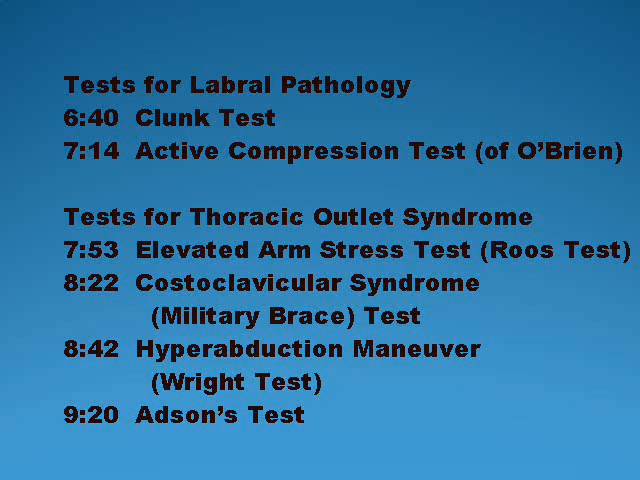 Tests for Labral Pathology
6:40 Clunk Test
7:14 Active Compression Test (of O’Brien)
Tests for Thoracic Outlet Syndrome
7:53 Elevated Arm Stress Test (Roos Test)
8:22 Costoclavicular Syndrome
(Military Brace) Test
8:42 Hyperabduction Maneuver
(Wright Test)
9:20 Adson’s Test